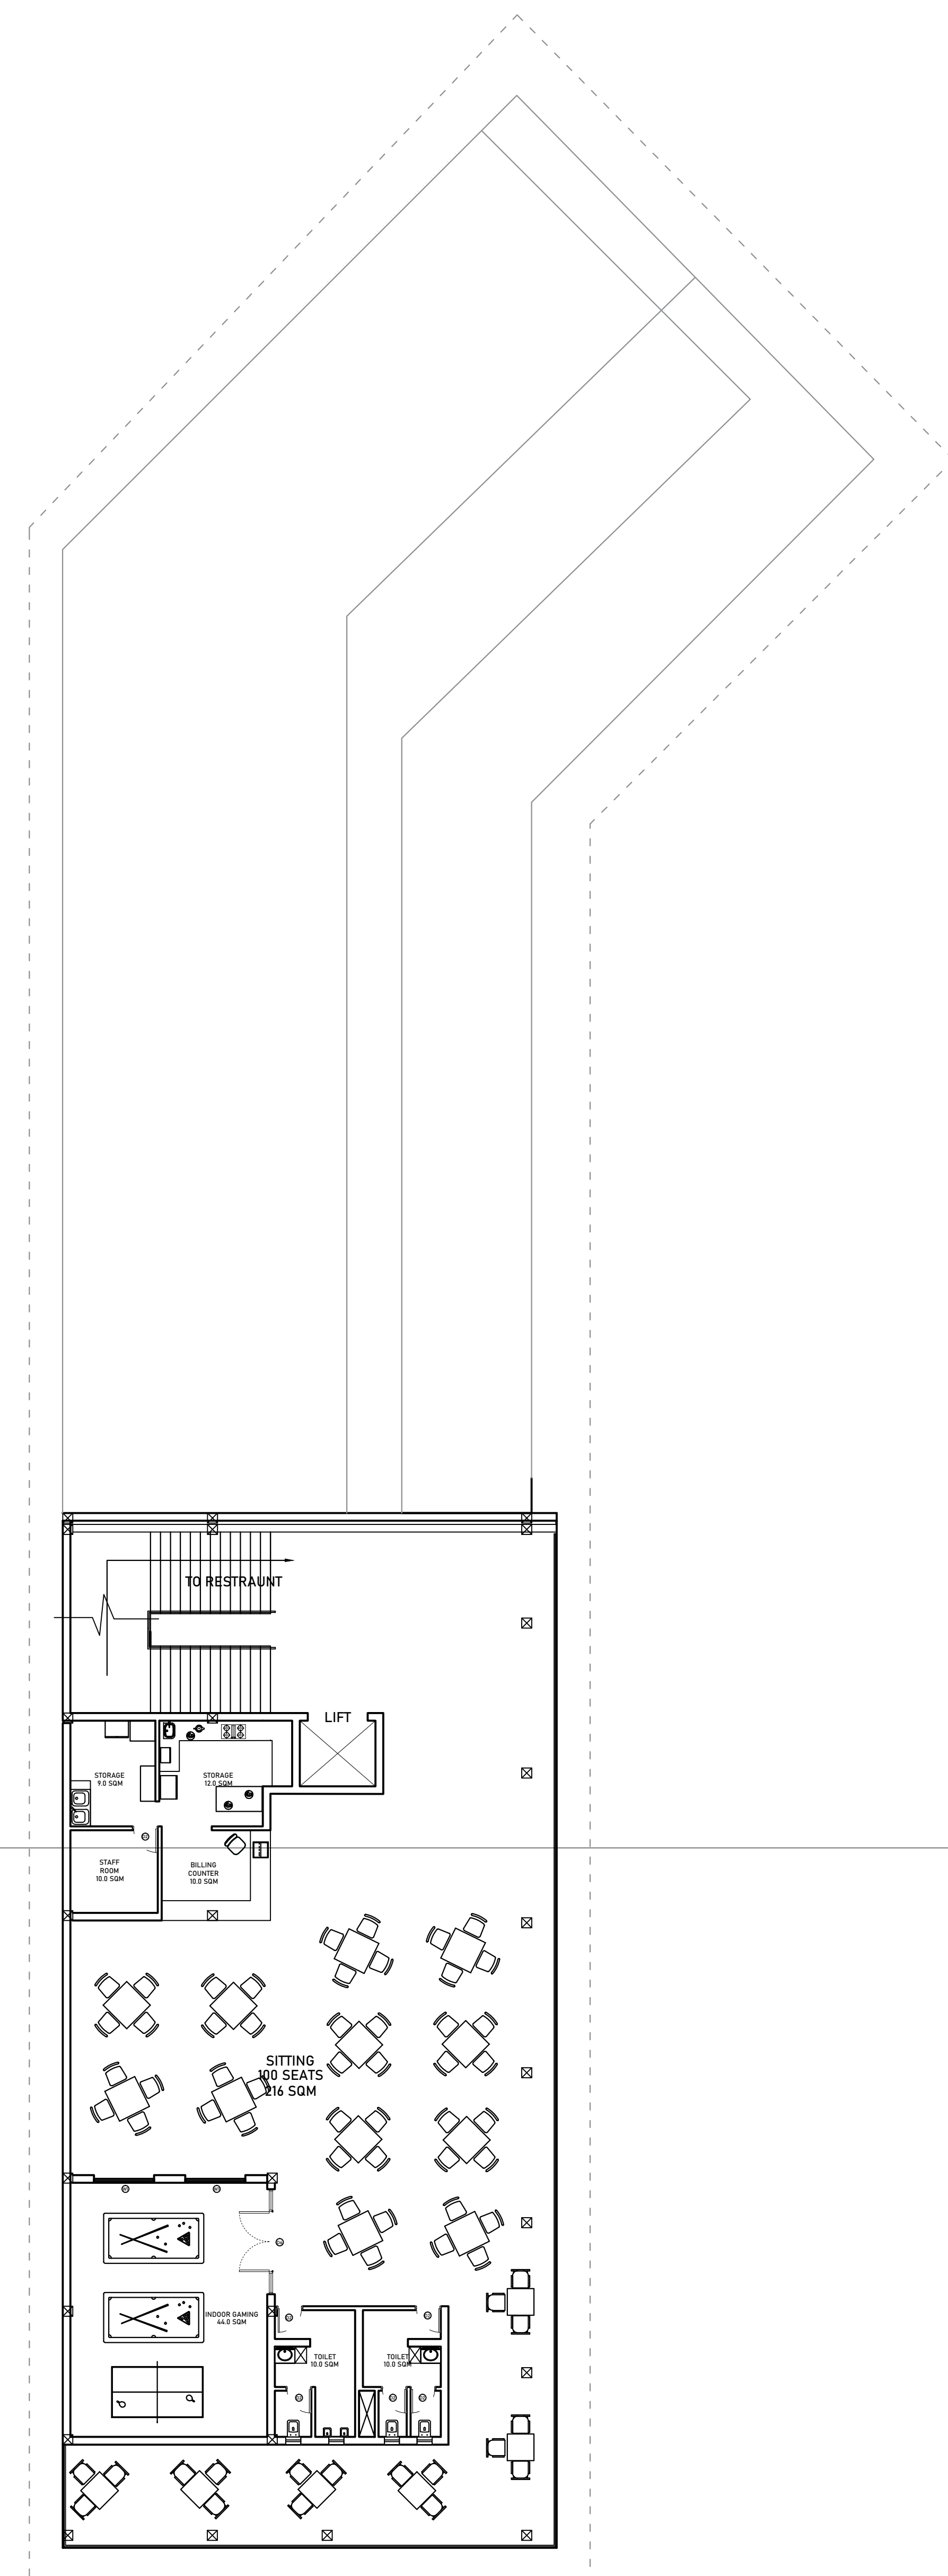 TO RESTRAUNT
LIFT
STORAGE
9.0 SQM
STORAGE
12.0 SQM
STAFF
ROOM
10.0 SQM
BILLING
COUNTER
10.0 SQM
SITTING
100 SEATS
216 SQM
INDOOR GAMING
44.0 SQM
TOILET
10.0 SQM
TOILET
10.0 SQM